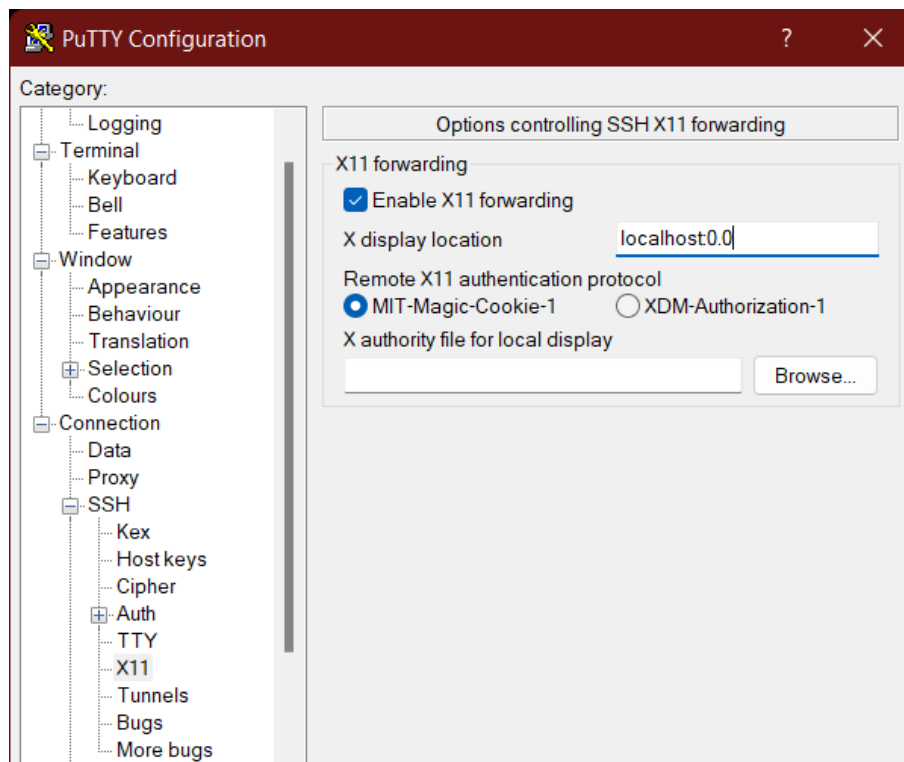 PuTTY Configuration
?
Category:
Logging
Terminal
Keyboard
Bell
Features
Window
Appearance
Behaviour
Translation
Selection
Colours
Connection
Data
Proxy
SSH
Kex
Host keys
Cipher
Auth
TTY
X11
Tunnels
Bugs
More bugs
Options controlling SSH X11 forwarding
X11 forwarding
Enable X11 forwarding
X display location localhost:0.0
Remote X11 authentication protocol
MIT-Magic-Cookie-1 XDM-Authorization-1
X authority file for local display
Browse...